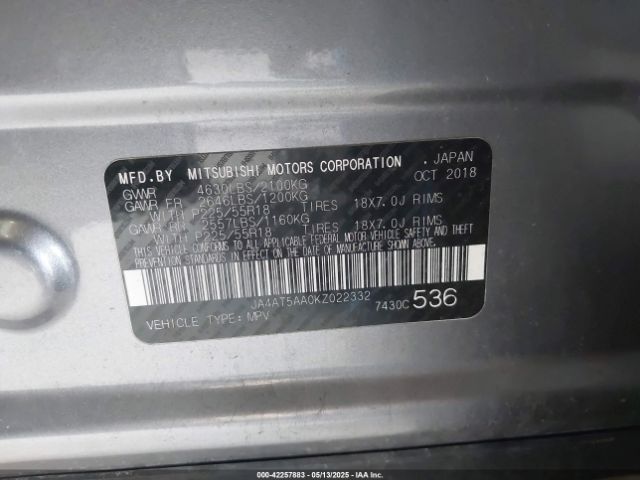 MFD.BY MITSUBISHI MOTORS CORPORATION . JAPAN
GVWR 4630LBS/2100KG OCT 2018
GAWR FR 2646LBS/1200KG
WITH P225/55R18 TIRES 18X7.0J RIMS
GAWR RR 2557LBS/1160KG
WITH P225/55R18 TIRES 18X7.0J RIMS
THIS VEHICLE CONFORMS TO ALL APPLICABLE FEDERAL MOTOR VEHICLE SAFETY AND THEFT
PREVENTION STANDARDS IN EFFECT ON THE DATE OF MANUFACTURE SHOWN ABOVE.
JA4AT5AA0KZ022332
7430C 536
VEHICLE TYPE: MPV
000-42257883 - 05/13/2025 - IAAI.COM